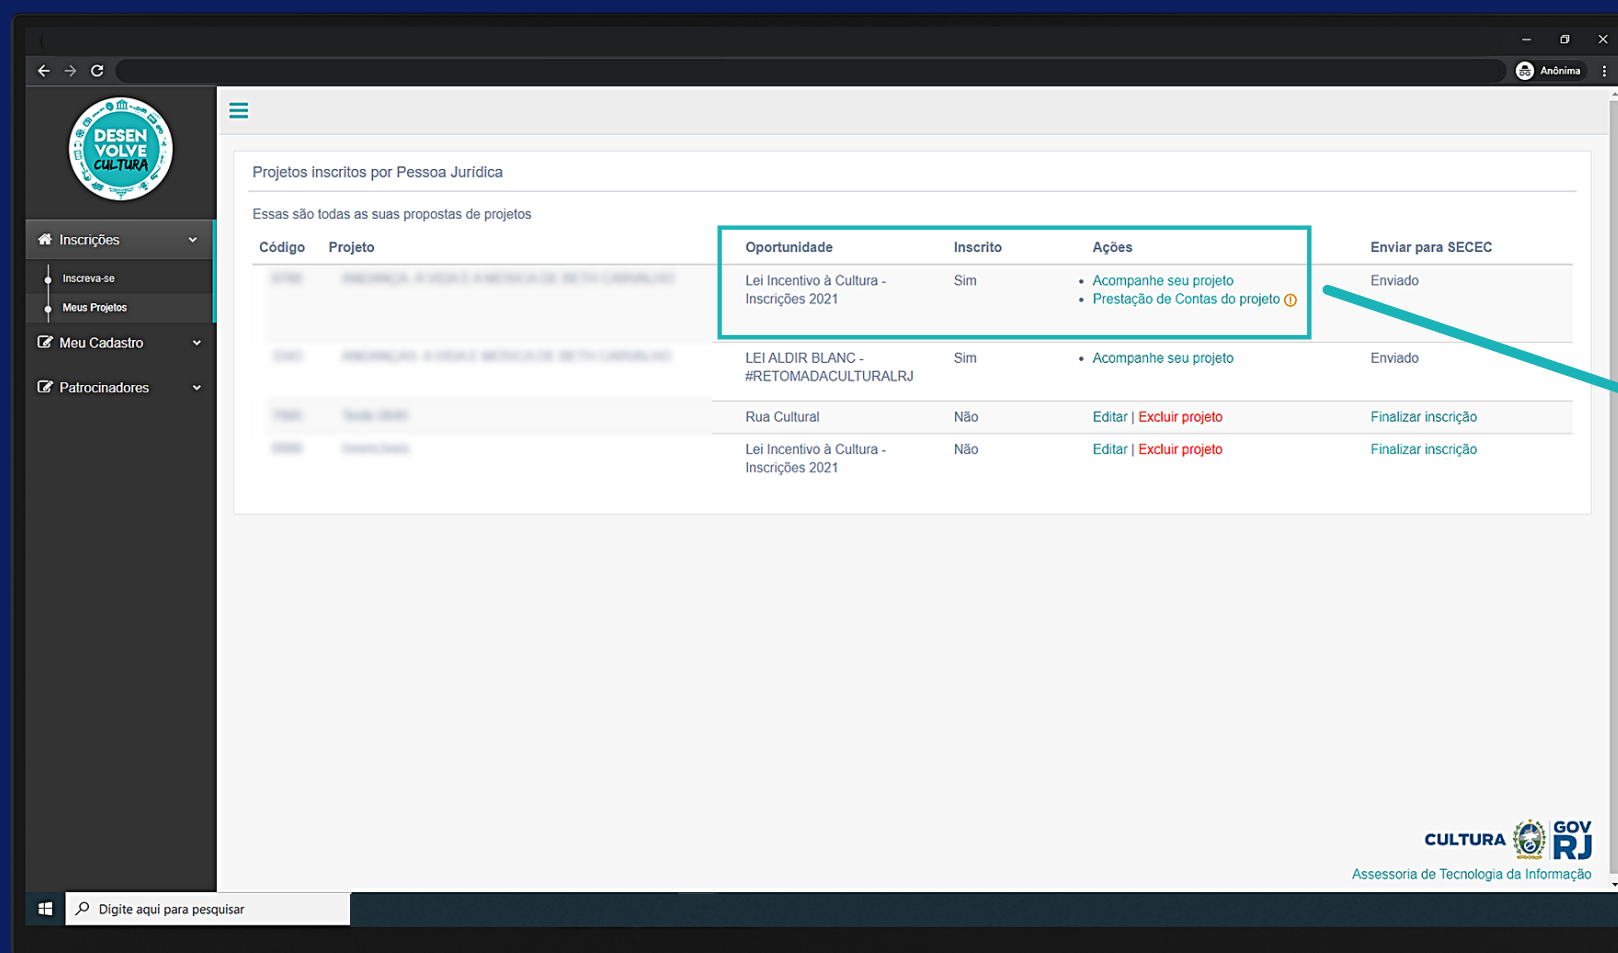 Anônima
DESEN
VOLVE
CULTURA
Inscrições
Inscreva-se
Meus Projetos
Meu Cadastro
Patrocinadores
Projetos inscritos por Pessoa Jurídica
Essas são todas as suas propostas de projetos
Código Projeto Oportunidade Inscrito Ações Enviar para SECEC
Lei Incentivo à Cultura - Sim Acompanhe seu projeto Enviado
Inscrições 2021 Prestação de Contas do projeto
LEI ALDIR BLANC - Sim Acompanhe seu projeto Enviado
#RETOMADACULTURALRJ
Rua Cultural Não Editar | Excluir projeto Finalizar inscrição
Lei Incentivo à Cultura - Não Editar | Excluir projeto Finalizar inscrição
Inscrições 2021
CULTURA GOV
RJ
Assessoria de Tecnologia da Informação
Digite aqui para pesquisar